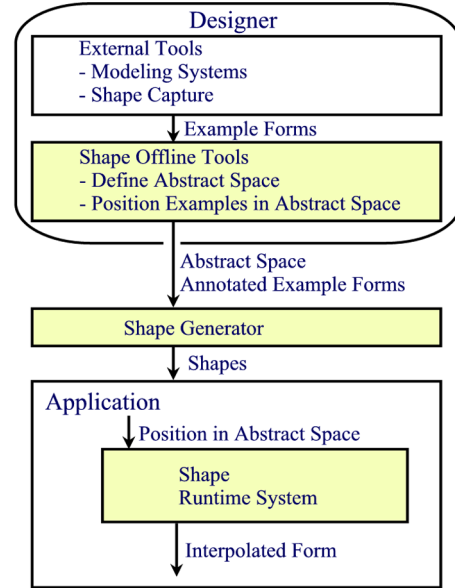 Designer
External Tools
- Modeling Systems
- Shape Capture
Example Forms
Shape Offline Tools
- Define Abstract Space
- Position Examples in Abstract Space
Abstract Space
Annotated Example Forms
Shape Generator
Shapes
Application
Position in Abstract Space
Shape
Runtime System
Interpolated Form